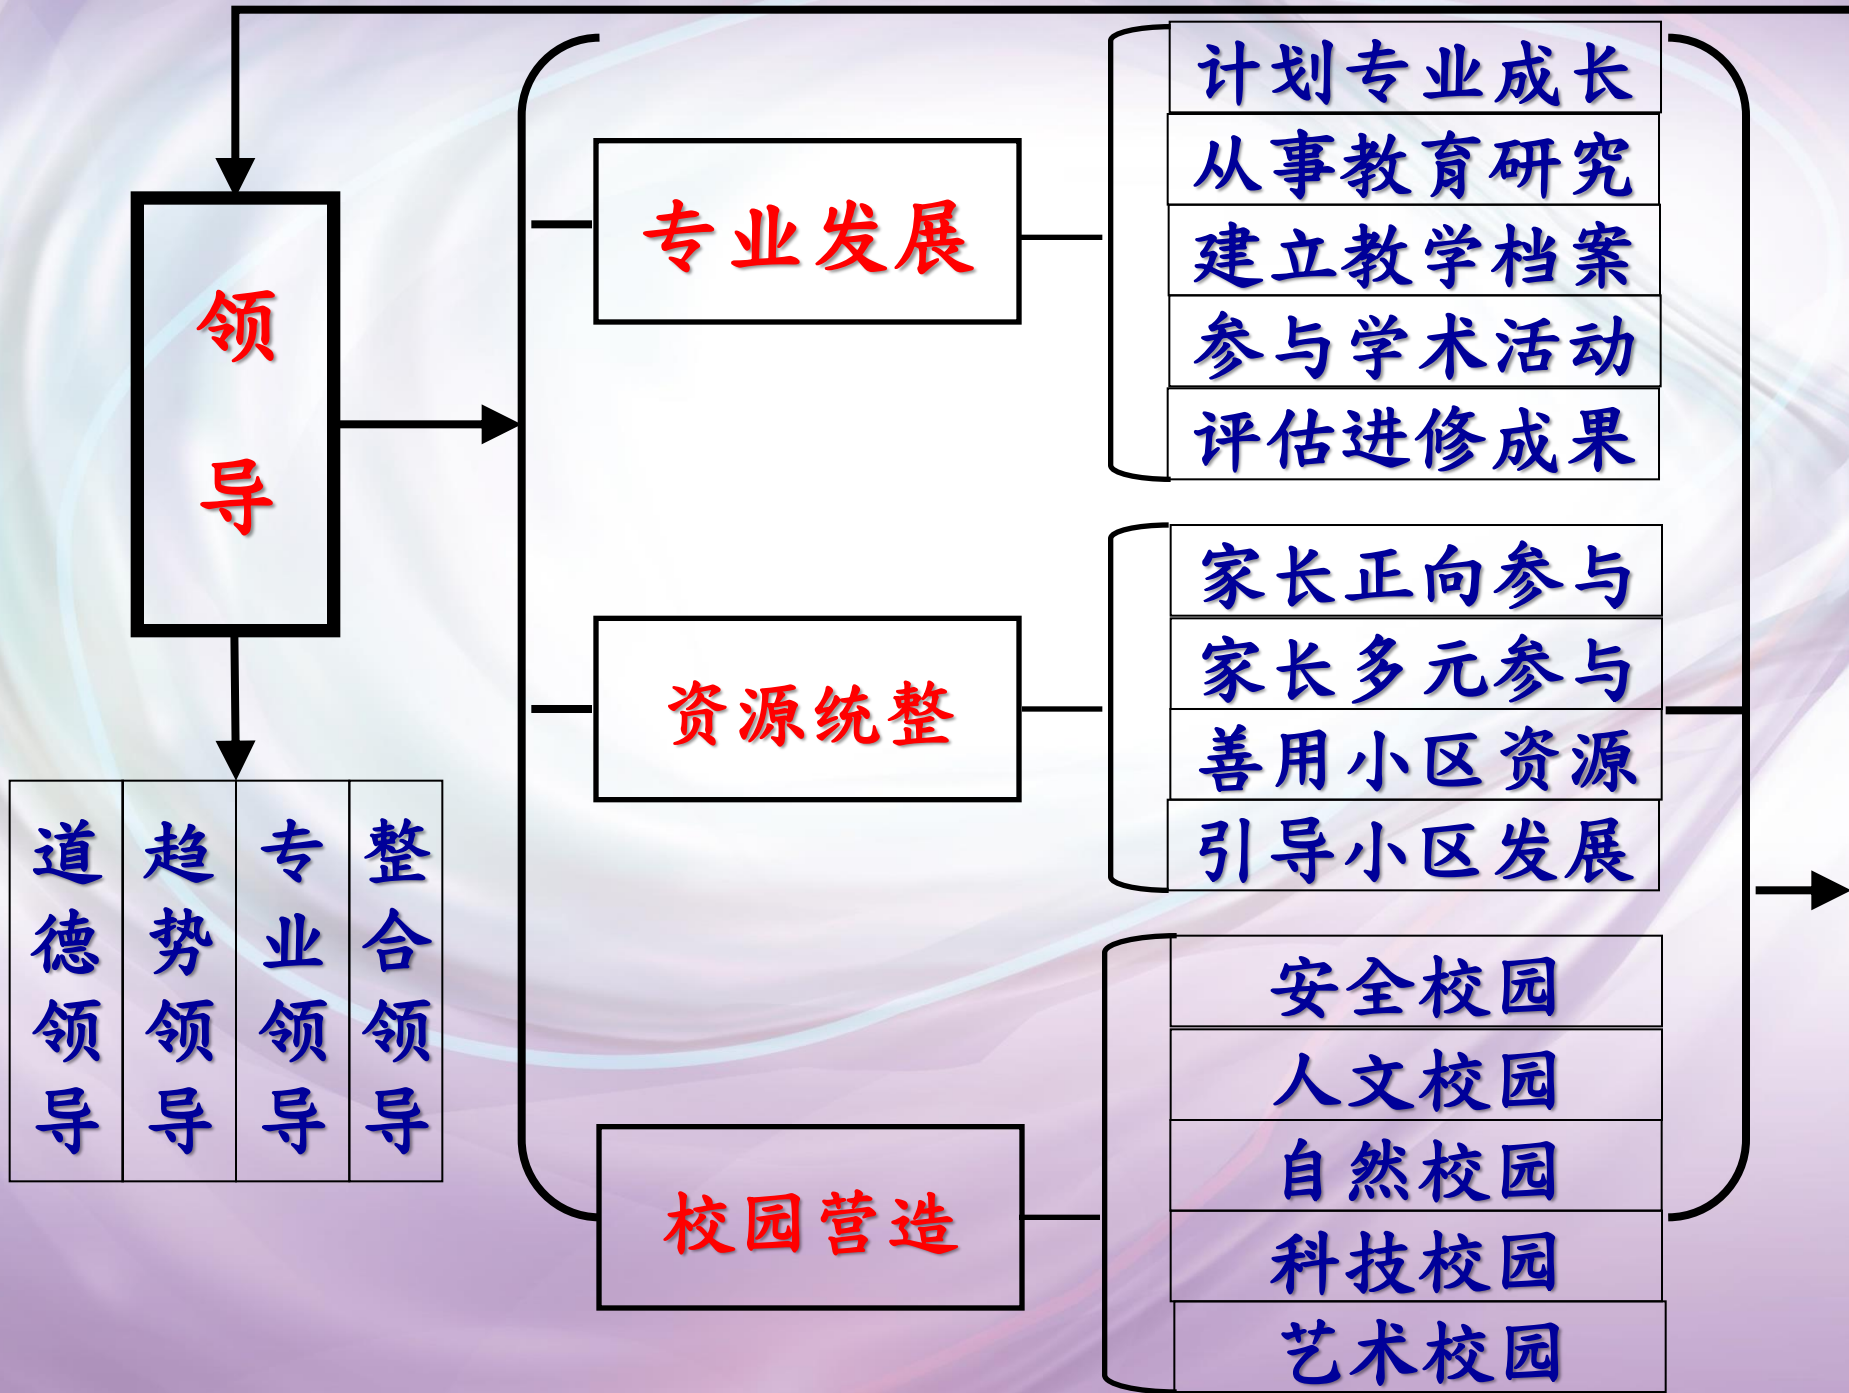 领
导
道德领导
趋势领导
专业领导
整合领导
专业发展
计划专业成长
从事教育研究
建立教学档案
参与学术活动
评估进修成果
资源统整
家长正向参与
家长多元参与
善用小区资源
引导小区发展
校园营造
安全校园
人文校园
自然校园
科技校园
艺术校园